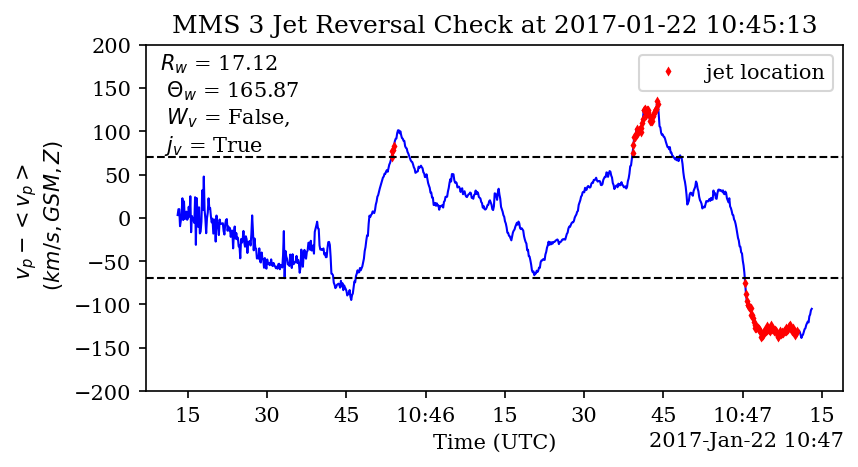 MMS 3 Jet Reversal Check at 2017-01-22 10:45:13
R_w = 17.12
Θ_w = 165.87
W_v = False,
j_v = True
jet location
200
150
100
50
0
−50
−100
−150
−200
v_p − < v_p >
(km/s, GSM, Z)
15 30 45 10:46 15 30 45 10:47 15
Time (UTC)
2017-Jan-22 10:47